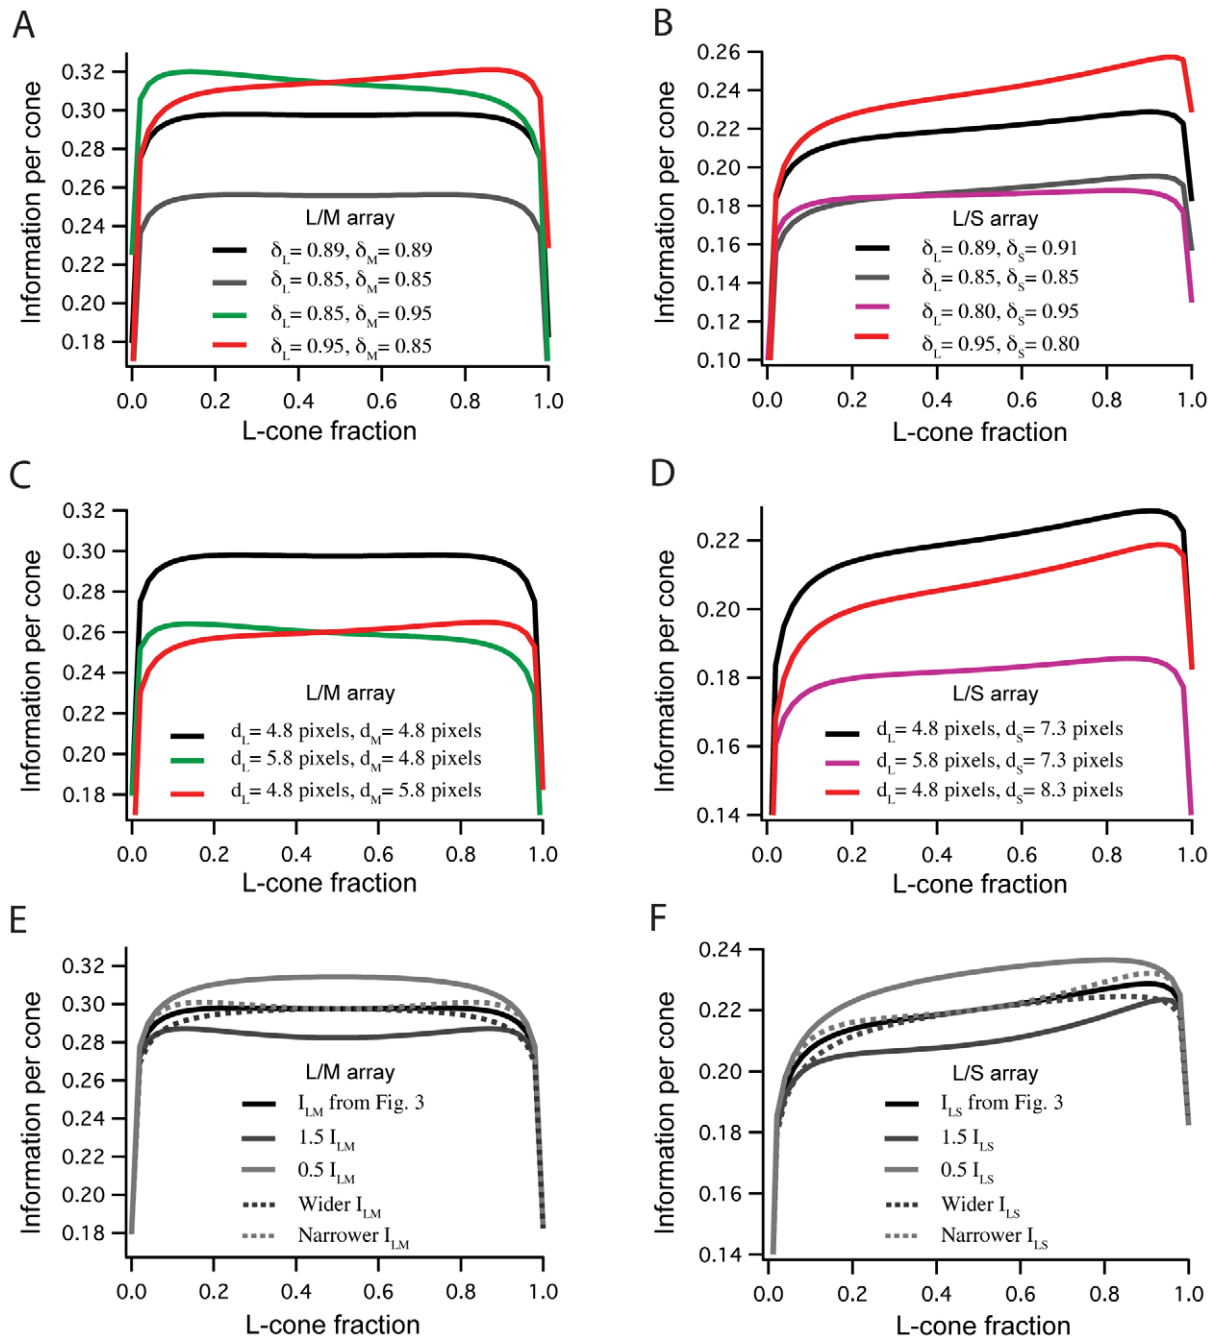 A
Information per cone
0.32
0.30
0.28
0.26
0.24
0.22
0.20
0.18
L/M array
δL= 0.89, δM= 0.89
δL= 0.85, δM= 0.85
δL= 0.85, δM= 0.95
δL= 0.95, δM= 0.85
0.0 0.2 0.4 0.6 0.8 1.0
L-cone fraction
B
Information per cone
0.26
0.24
0.22
0.20
0.18
0.16
0.14
0.12
0.10
L/S array
δL= 0.89, δS= 0.91
δL= 0.85, δS= 0.85
δL= 0.80, δS= 0.95
δL= 0.95, δS= 0.80
0.0 0.2 0.4 0.6 0.8 1.0
L-cone fraction
C
Information per cone
0.32
0.30
0.28
0.26
0.24
0.22
0.20
0.18
L/M array
dL= 4.8 pixels, dM= 4.8 pixels
dL= 5.8 pixels, dM= 4.8 pixels
dL= 4.8 pixels, dM= 5.8 pixels
0.0 0.2 0.4 0.6 0.8 1.0
L-cone fraction
D
Information per cone
0.22
0.20
0.18
0.16
0.14
L/S array
dL= 4.8 pixels, dS= 7.3 pixels
dL= 5.8 pixels, dS= 7.3 pixels
dL= 4.8 pixels, dS= 8.3 pixels
0.0 0.2 0.4 0.6 0.8 1.0
L-cone fraction
E
Information per cone
0.32
0.30
0.28
0.26
0.24
0.22
0.20
0.18
L/M array
ILM from Fig. 3
1.5 ILM
0.5 ILM
Wider ILM
Narrower ILM
0.0 0.2 0.4 0.6 0.8 1.0
L-cone fraction
F
Information per cone
0.24
0.22
0.20
0.18
0.16
0.14
L/S array
ILS from Fig. 3
1.5 ILS
0.5 ILS
Wider ILS
Narrower ILS
0.0 0.2 0.4 0.6 0.8 1.0
L-cone fraction